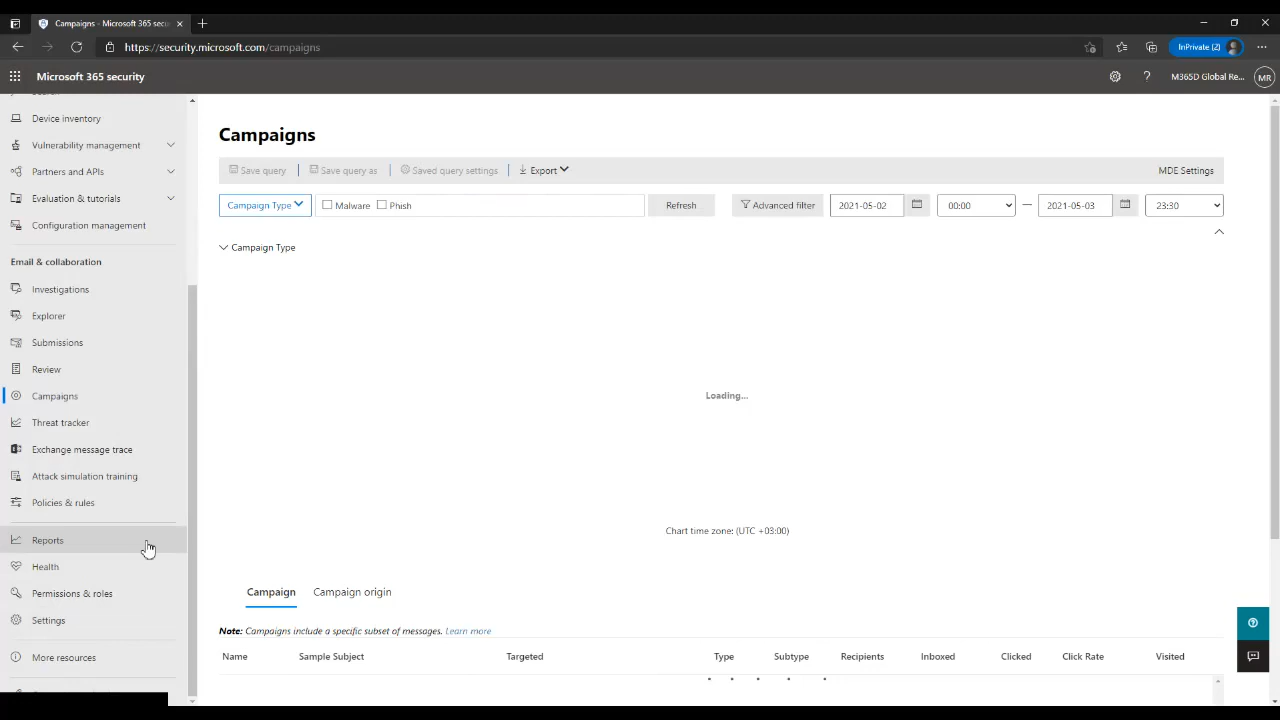 Campaigns - Microsoft 365 secu
https://security.microsoft.com/campaigns
InPrivate (2)
Microsoft 365 security
M365D Global Re...
MR
Device inventory
Vulnerability management
Partners and APIs
Evaluation & tutorials
Configuration management
Email & collaboration
Investigations
Explorer
Submissions
Review
Campaigns
Threat tracker
Exchange message trace
Attack simulation training
Policies & rules
Reports
Health
Permissions & roles
Settings
More resources
Campaigns
Save query | Save query as | Saved query settings | Export MDE Settings
Campaign Type Malware Phish Refresh Advanced filter 2021-05-02 00:00 — 2021-05-03 23:30
Campaign Type
Loading...
Chart time zone: (UTC +03:00)
Campaign Campaign origin
Note: Campaigns include a specific subset of messages. Learn more
Name Sample Subject Targeted Type Subtype Recipients Inboxed Clicked Click Rate Visited